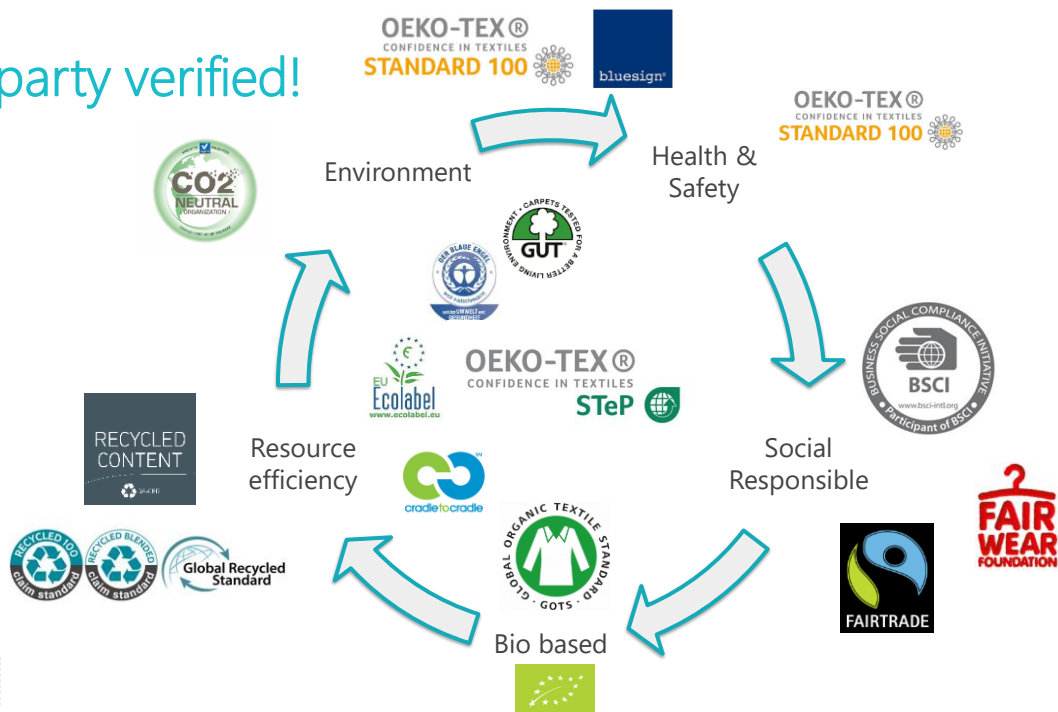 party verified!
OEKO-TEX®
CONFIDENCE IN TEXTILES
STANDARD 100
bluesign®
OEKO-TEX®
CONFIDENCE IN TEXTILES
STANDARD 100
Environment
Health &
Safety
CO2
NEUTRAL
ORGANIZATION
CARPETS TESTED FOR A BETTER LIVING ENVIRONMENT
GUT
DER BLAUE ENGEL
EU
Ecolabel
www.ecolabel.eu
OEKO-TEX®
CONFIDENCE IN TEXTILES
STeP
BUSINESS SOCIAL COMPLIANCE INITIATIVE
BSCI
www.bsci-intl.org
Participant of BSCI
RECYCLED
CONTENT
Resource
efficiency
cradletocradle
Social
Responsible
FAIR
WEAR
FOUNDATION
GLOBAL ORGANIC TEXTILE STANDARD
GOTS
RECYCLED 100
claim standard
RECYCLED BLENDED
claim standard
Global Recycled
Standard
FAIRTRADE
Bio based